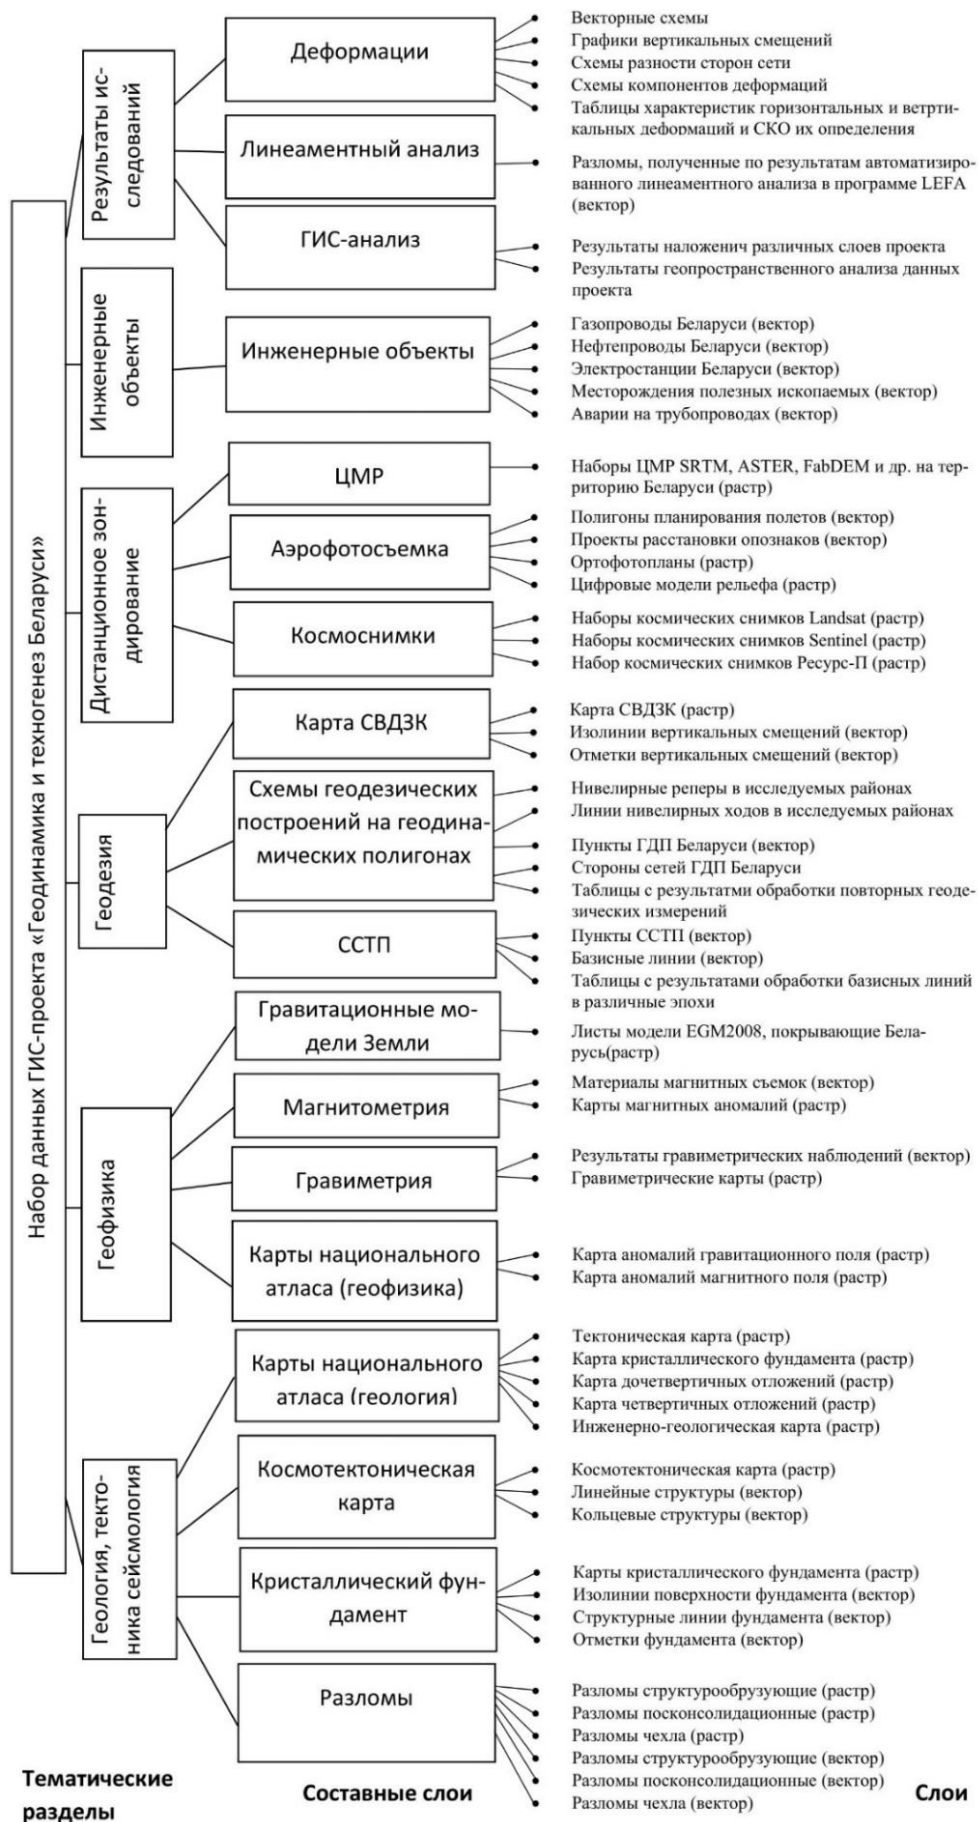 Набор данных ГИС-проекта «Геодинамика и техногенез Беларуси»
Результаты ис-
следований
Деформации
Векторные схемы
Графики вертикальных смещений
Схемы разности сторон сети
Схемы компонентов деформаций
Таблицы характеристик горизонтальных и ветрти-
кальных деформаций и СКО их определения
Линеаментный анализ
Разломы, полученные по результатам автоматизиро-
ванного линеаментного анализа в программе LEFA
(вектор)
ГИС-анализ
Результаты наложенич различных слоев проекта
Результаты геопространственного анализа данных
проекта
Инженерные
объекты
Инженерные объекты
Газопроводы Беларуси (вектор)
Нефтепроводы Беларуси (вектор)
Электростанции Беларуси (вектор)
Месторождения полезных ископаемых (вектор)
Аварии на трубопроводах (вектор)
Дистанционное зон-
дирование
ЦМР
Наборы ЦМР SRTM, ASTER, FabDEM и др. на тер-
риторию Беларуси (растр)
Аэрофотосъемка
Полигоны планирования полетов (вектор)
Проекты расстановки опознаков (вектор)
Ортофотопланы (растр)
Цифровые модели рельефа (растр)
Космоснимки
Наборы космических снимков Landsat (растр)
Наборы космических снимков Sentinel (растр)
Набор космических снимков Ресурс-П (растр)
Геодезия
Карта СВДЗК
Карта СВДЗК (растр)
Изолинии вертикальных смещений (вектор)
Отметки вертикальных смещений (вектор)
Схемы геодезических
построений на геодина-
мических полигонах
Нивелирные реперы в исследуемых районах
Линии нивелирных ходов в исследуемых районах
Пункты ГДП Беларуси (вектор)
Стороны сетей ГДП Беларуси
Таблицы с результатми обработки повторных геоде-
зических измерений
ССТП
Пункты ССТП (вектор)
Базисные линии (вектор)
Таблицы с результатами обработки базисных линий
в различные эпохи
Геофизика
Гравитационные мо-
дели Земли
Листы модели EGM2008, покрывающие Бела-
русь(растр)
Магнитометрия
Материалы магнитных съемок (вектор)
Карты магнитных аномалий (растр)
Гравиметрия
Результаты гравиметрических наблюдений (вектор)
Гравиметрические карты (растр)
Карты национального
атласа (геофизика)
Карта аномалий гравитационного поля (растр)
Карта аномалий магнитного поля (растр)
Геология, текто-
ника сейсмология
Карты национального
атласа (геология)
Тектоническая карта (растр)
Карта кристаллического фундамента (растр)
Карта дочетвертичных отложений (растр)
Карта четвертичных отложений (растр)
Инженерно-геологическая карта (растр)
Космотектоническая
карта
Космотектоническая карта (растр)
Линейные структуры (вектор)
Кольцевые структуры (вектор)
Кристаллический фун-
дамент
Карты кристаллического фундамента (растр)
Изолинии поверхности фундамента (вектор)
Структурные линии фундамента (вектор)
Отметки фундамента (вектор)
Разломы
Разломы структурообрузующие (растр)
Разломы посконсолидационные (растр)
Разломы чехла (растр)
Разломы структурообрузующие (вектор)
Разломы посконсолидационные (вектор)
Разломы чехла (вектор)
Тематические
разделы
Составные слои
Слои